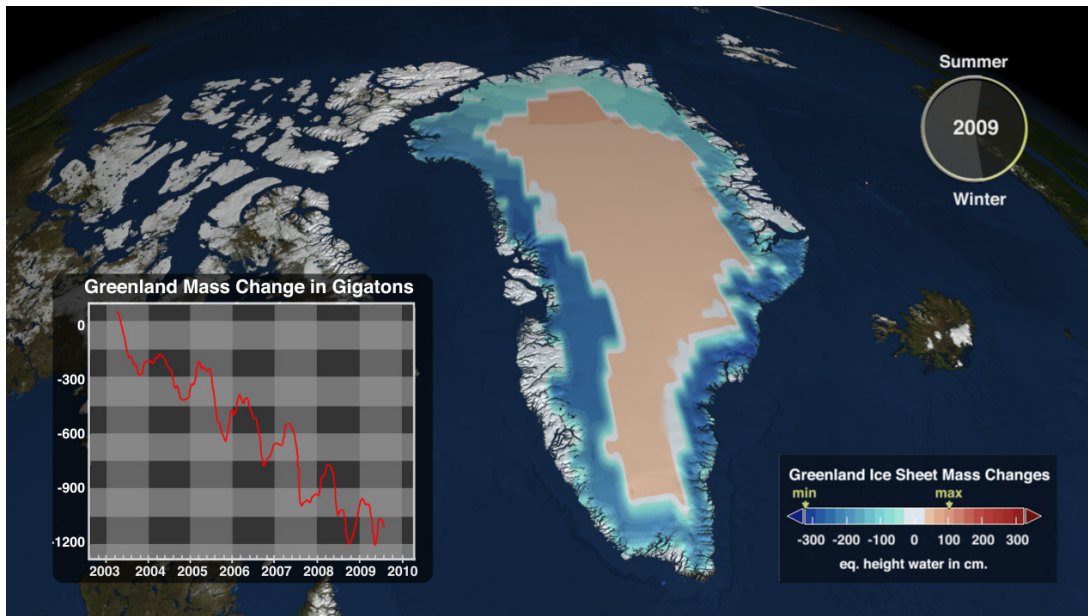 Summer
2009
Winter
Greenland Mass Change in Gigatons
0
-300
-600
-900
-1200
2003 2004 2005 2006 2007 2008 2009 2010
Greenland Ice Sheet Mass Changes
min max
-300 -200 -100 0 100 200 300
eq. height water in cm.